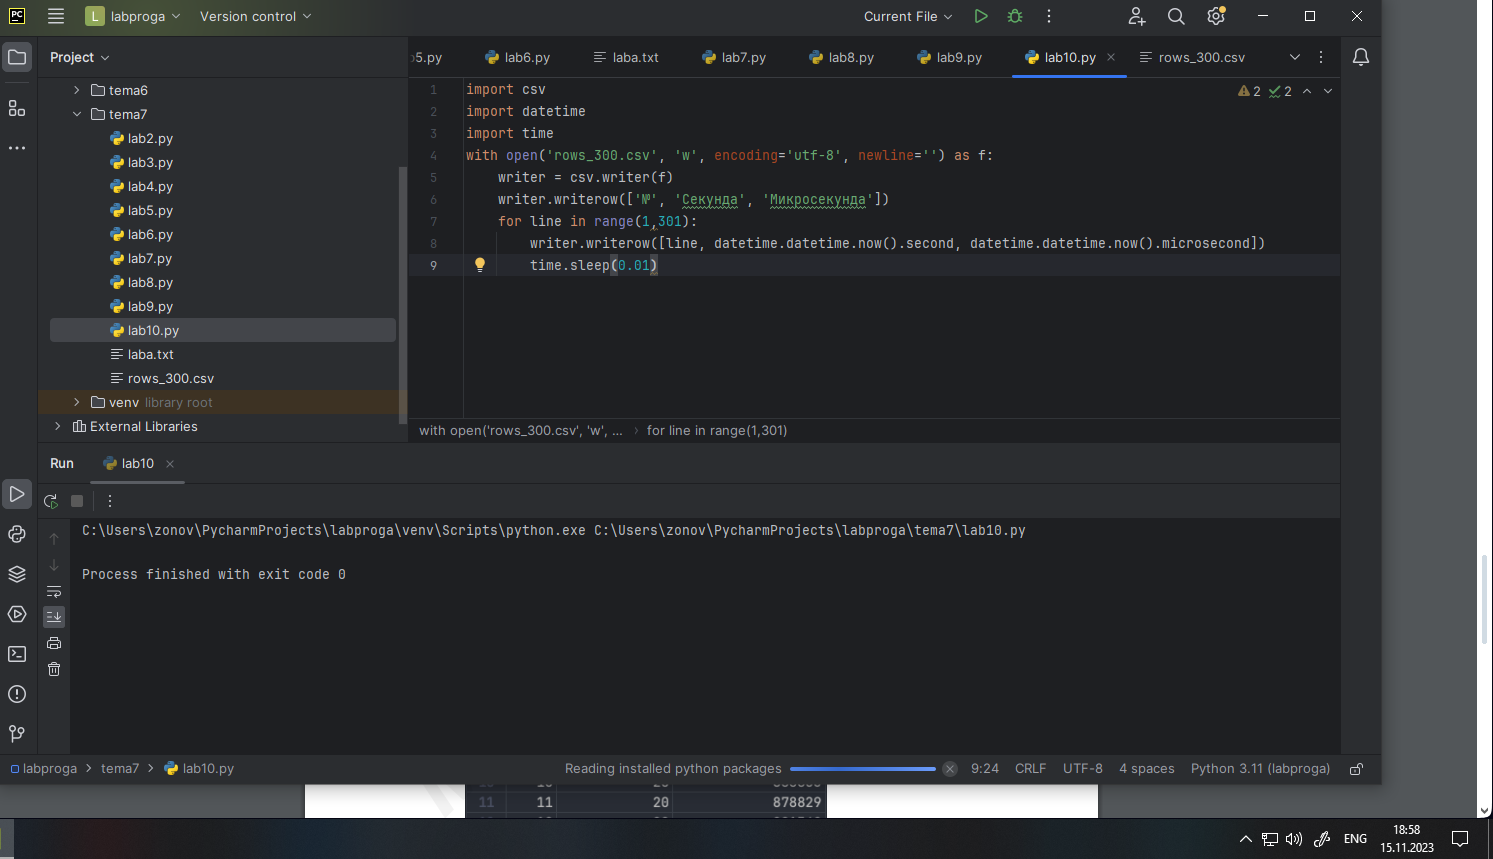 PC L labproga Version control Current File
Project
5.py lab6.py laba.txt lab7.py lab8.py lab9.py lab10.py rows_300.csv
tema6
tema7
lab2.py
lab3.py
lab4.py
lab5.py
lab6.py
lab7.py
lab8.py
lab9.py
lab10.py
laba.txt
rows_300.csv
venv library root
External Libraries
2 2
1 import csv
2 import datetime
3 import time
4 with open('rows_300.csv', 'w', encoding='utf-8', newline='') as f:
5 writer = csv.writer(f)
6 writer.writerow(['№', 'Секунда', 'Микросекунда'])
7 for line in range(1,301):
8 writer.writerow([line, datetime.datetime.now().second, datetime.datetime.now().microsecond])
9 time.sleep(0.01)
with open('rows_300.csv', 'w', ... › for line in range(1,301)
Run lab10
C:\Users\zonov\PycharmProjects\labproga\venv\Scripts\python.exe C:\Users\zonov\PycharmProjects\labproga\tema7\lab10.py
Process finished with exit code 0
labproga > tema7 > lab10.py Reading installed python packages 9:24 CRLF UTF-8 4 spaces Python 3.11 (labproga)
11 11 20 878829
ENG 18:58
15.11.2023